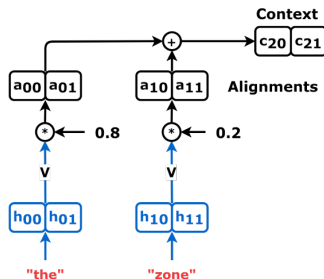 Context
+
c20 c21
a00 a01 a10 a11 Alignments
* 0.8 * 0.2
V V
h00 h01 h10 h11
"the" "zone"